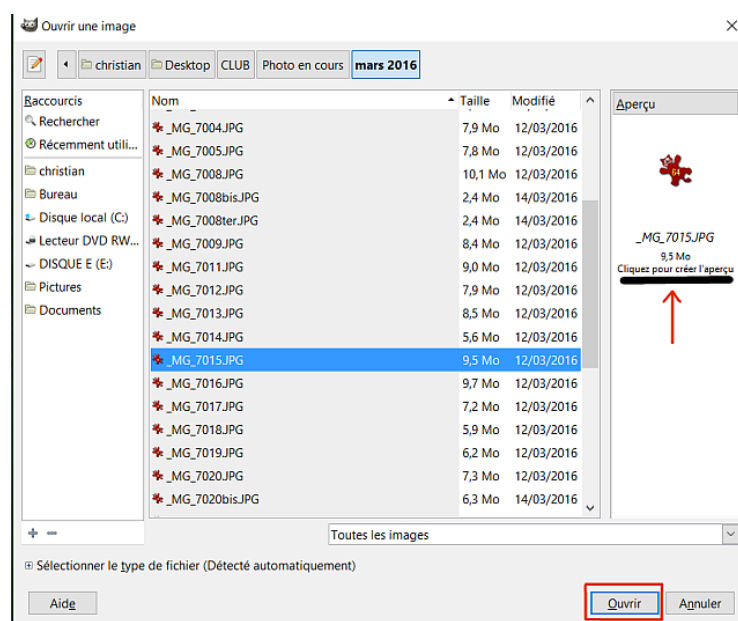 Ouvrir une image
christian Desktop CLUB Photo en cours mars 2016
Raccourcis
Rechercher
Récemment utili...
christian
Bureau
Disque local (C:)
Lecteur DVD RW...
DISQUE E (E:)
Pictures
Documents
Nom Taille Modifié
_MG_7004.JPG 7,9 Mo 12/03/2016
_MG_7005.JPG 7,8 Mo 12/03/2016
_MG_7008.JPG 10,1 Mo 12/03/2016
_MG_7008bis.JPG 2,4 Mo 14/03/2016
_MG_7008ter.JPG 2,4 Mo 14/03/2016
_MG_7009.JPG 8,4 Mo 12/03/2016
_MG_7011.JPG 9,0 Mo 12/03/2016
_MG_7012.JPG 7,9 Mo 12/03/2016
_MG_7013.JPG 8,5 Mo 12/03/2016
_MG_7014.JPG 5,6 Mo 12/03/2016
_MG_7015.JPG 9,5 Mo 12/03/2016
_MG_7016.JPG 9,7 Mo 12/03/2016
_MG_7017.JPG 7,2 Mo 12/03/2016
_MG_7018.JPG 5,9 Mo 12/03/2016
_MG_7019.JPG 6,2 Mo 12/03/2016
_MG_7020.JPG 7,3 Mo 12/03/2016
_MG_7020bis.JPG 6,3 Mo 14/03/2016
Aperçu
64
_MG_7015.JPG
9,5 Mo
Cliquez pour créer l'aperçu
Toutes les images
Sélectionner le type de fichier (Détecté automatiquement)
Aide
Ouvrir
Annuler